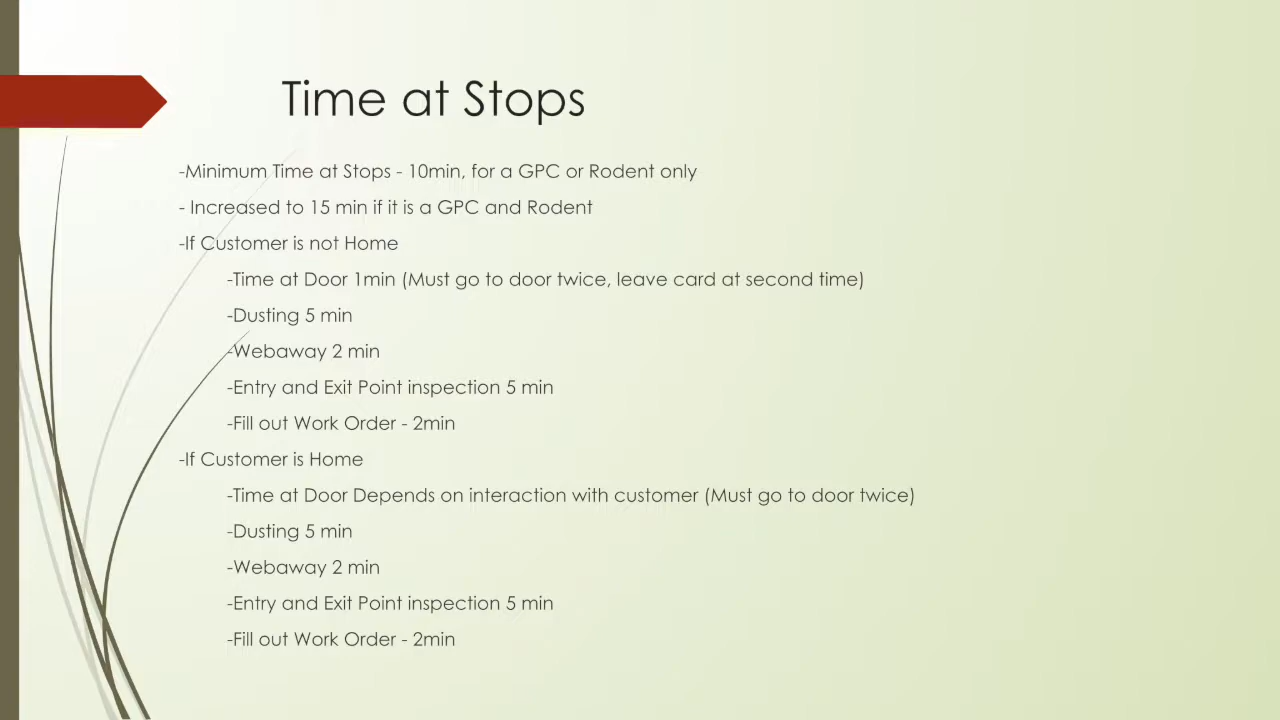 Time at Stops
-Minimum Time at Stops - 10min, for a GPC or Rodent only
- Increased to 15 min if it is a GPC and Rodent
-If Customer is not Home
-Time at Door 1min (Must go to door twice, leave card at second time)
-Dusting 5 min
-Webaway 2 min
-Entry and Exit Point inspection 5 min
-Fill out Work Order - 2min
-If Customer is Home
-Time at Door Depends on interaction with customer (Must go to door twice)
-Dusting 5 min
-Webaway 2 min
-Entry and Exit Point inspection 5 min
-Fill out Work Order - 2min